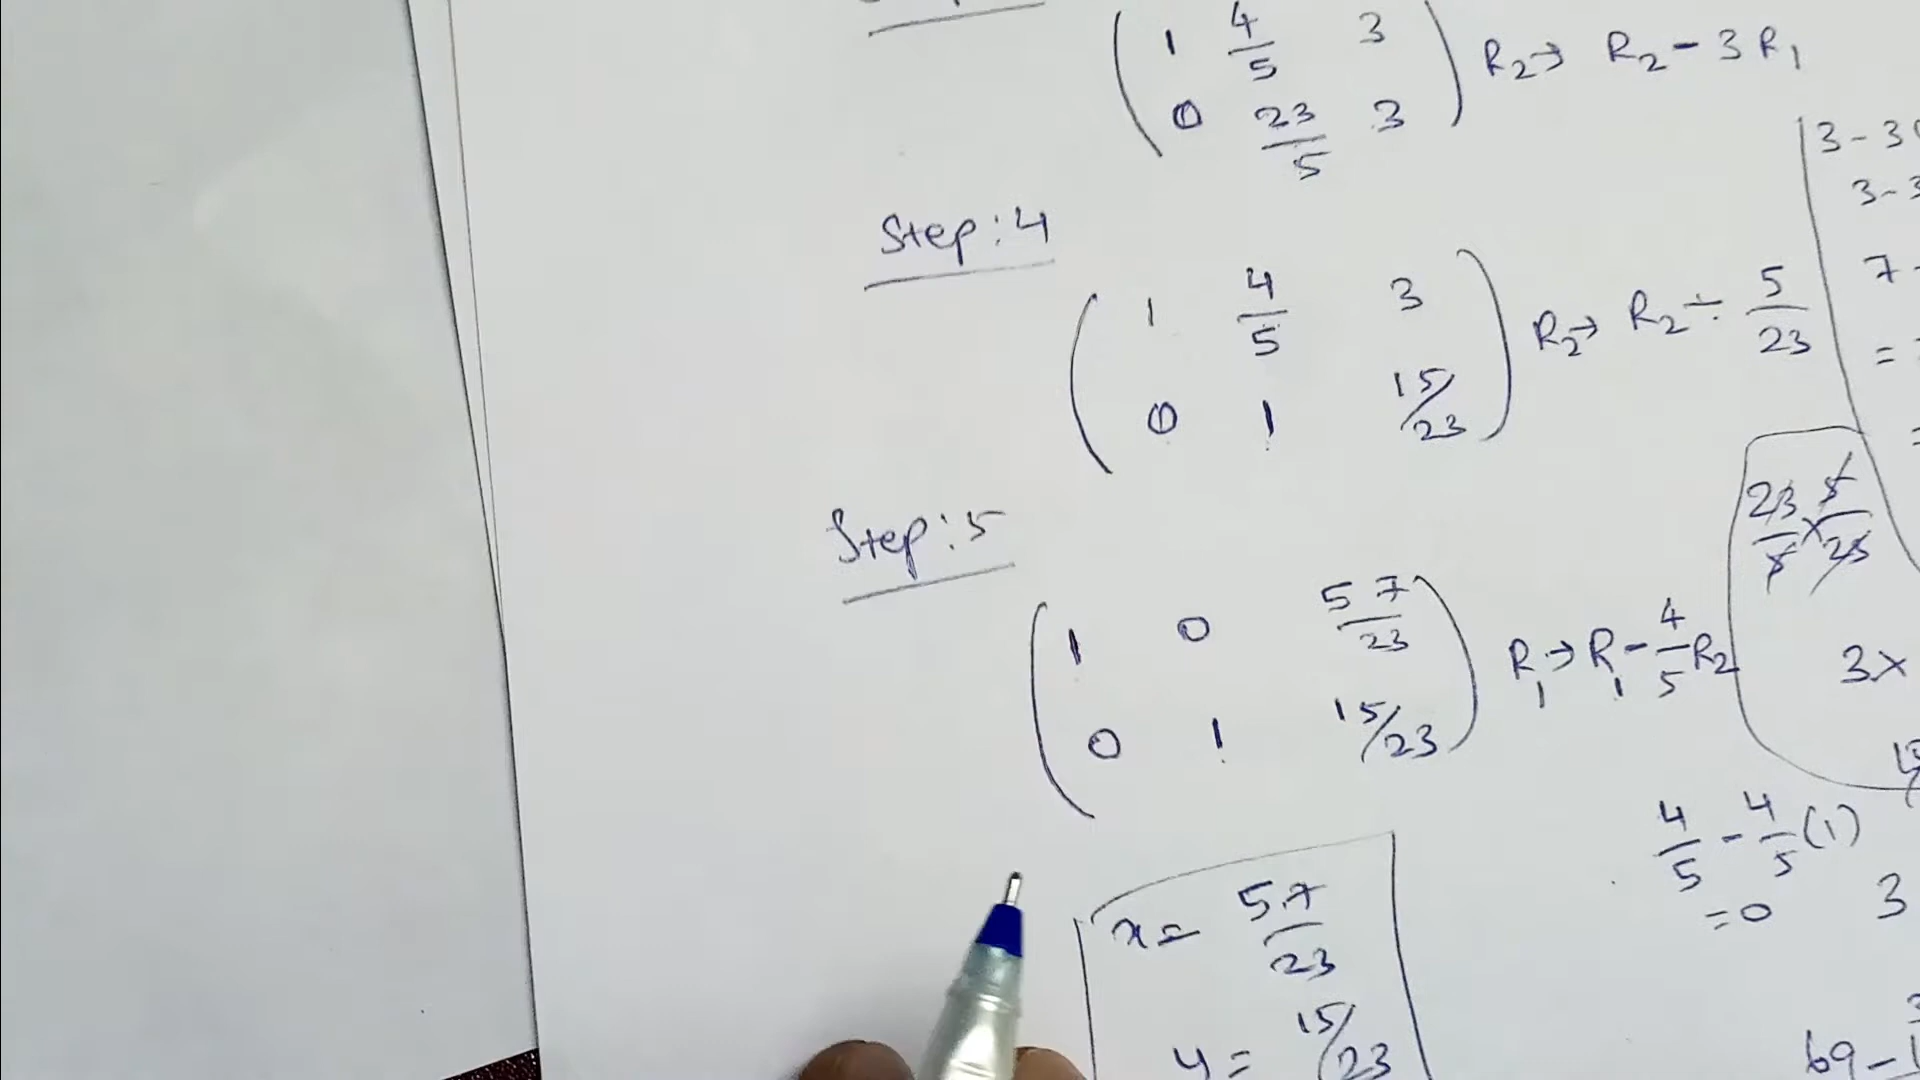 1 4/5 3 R2→ R2 - 3R1
0 23/5 3
3 - 3
3 - 3
Step:4
1 4/5 3 R2→ R2 ÷ 5/23
0 1 15/23
7 -
=
Step:5
23/5 × 5/23
1 0 57/23 R1→R1 - 4/5 R2
0 1 15/23
3×
4/5 - 4/5 (1)
=0 3
x = 57/23
y = 15/23
69 - 1